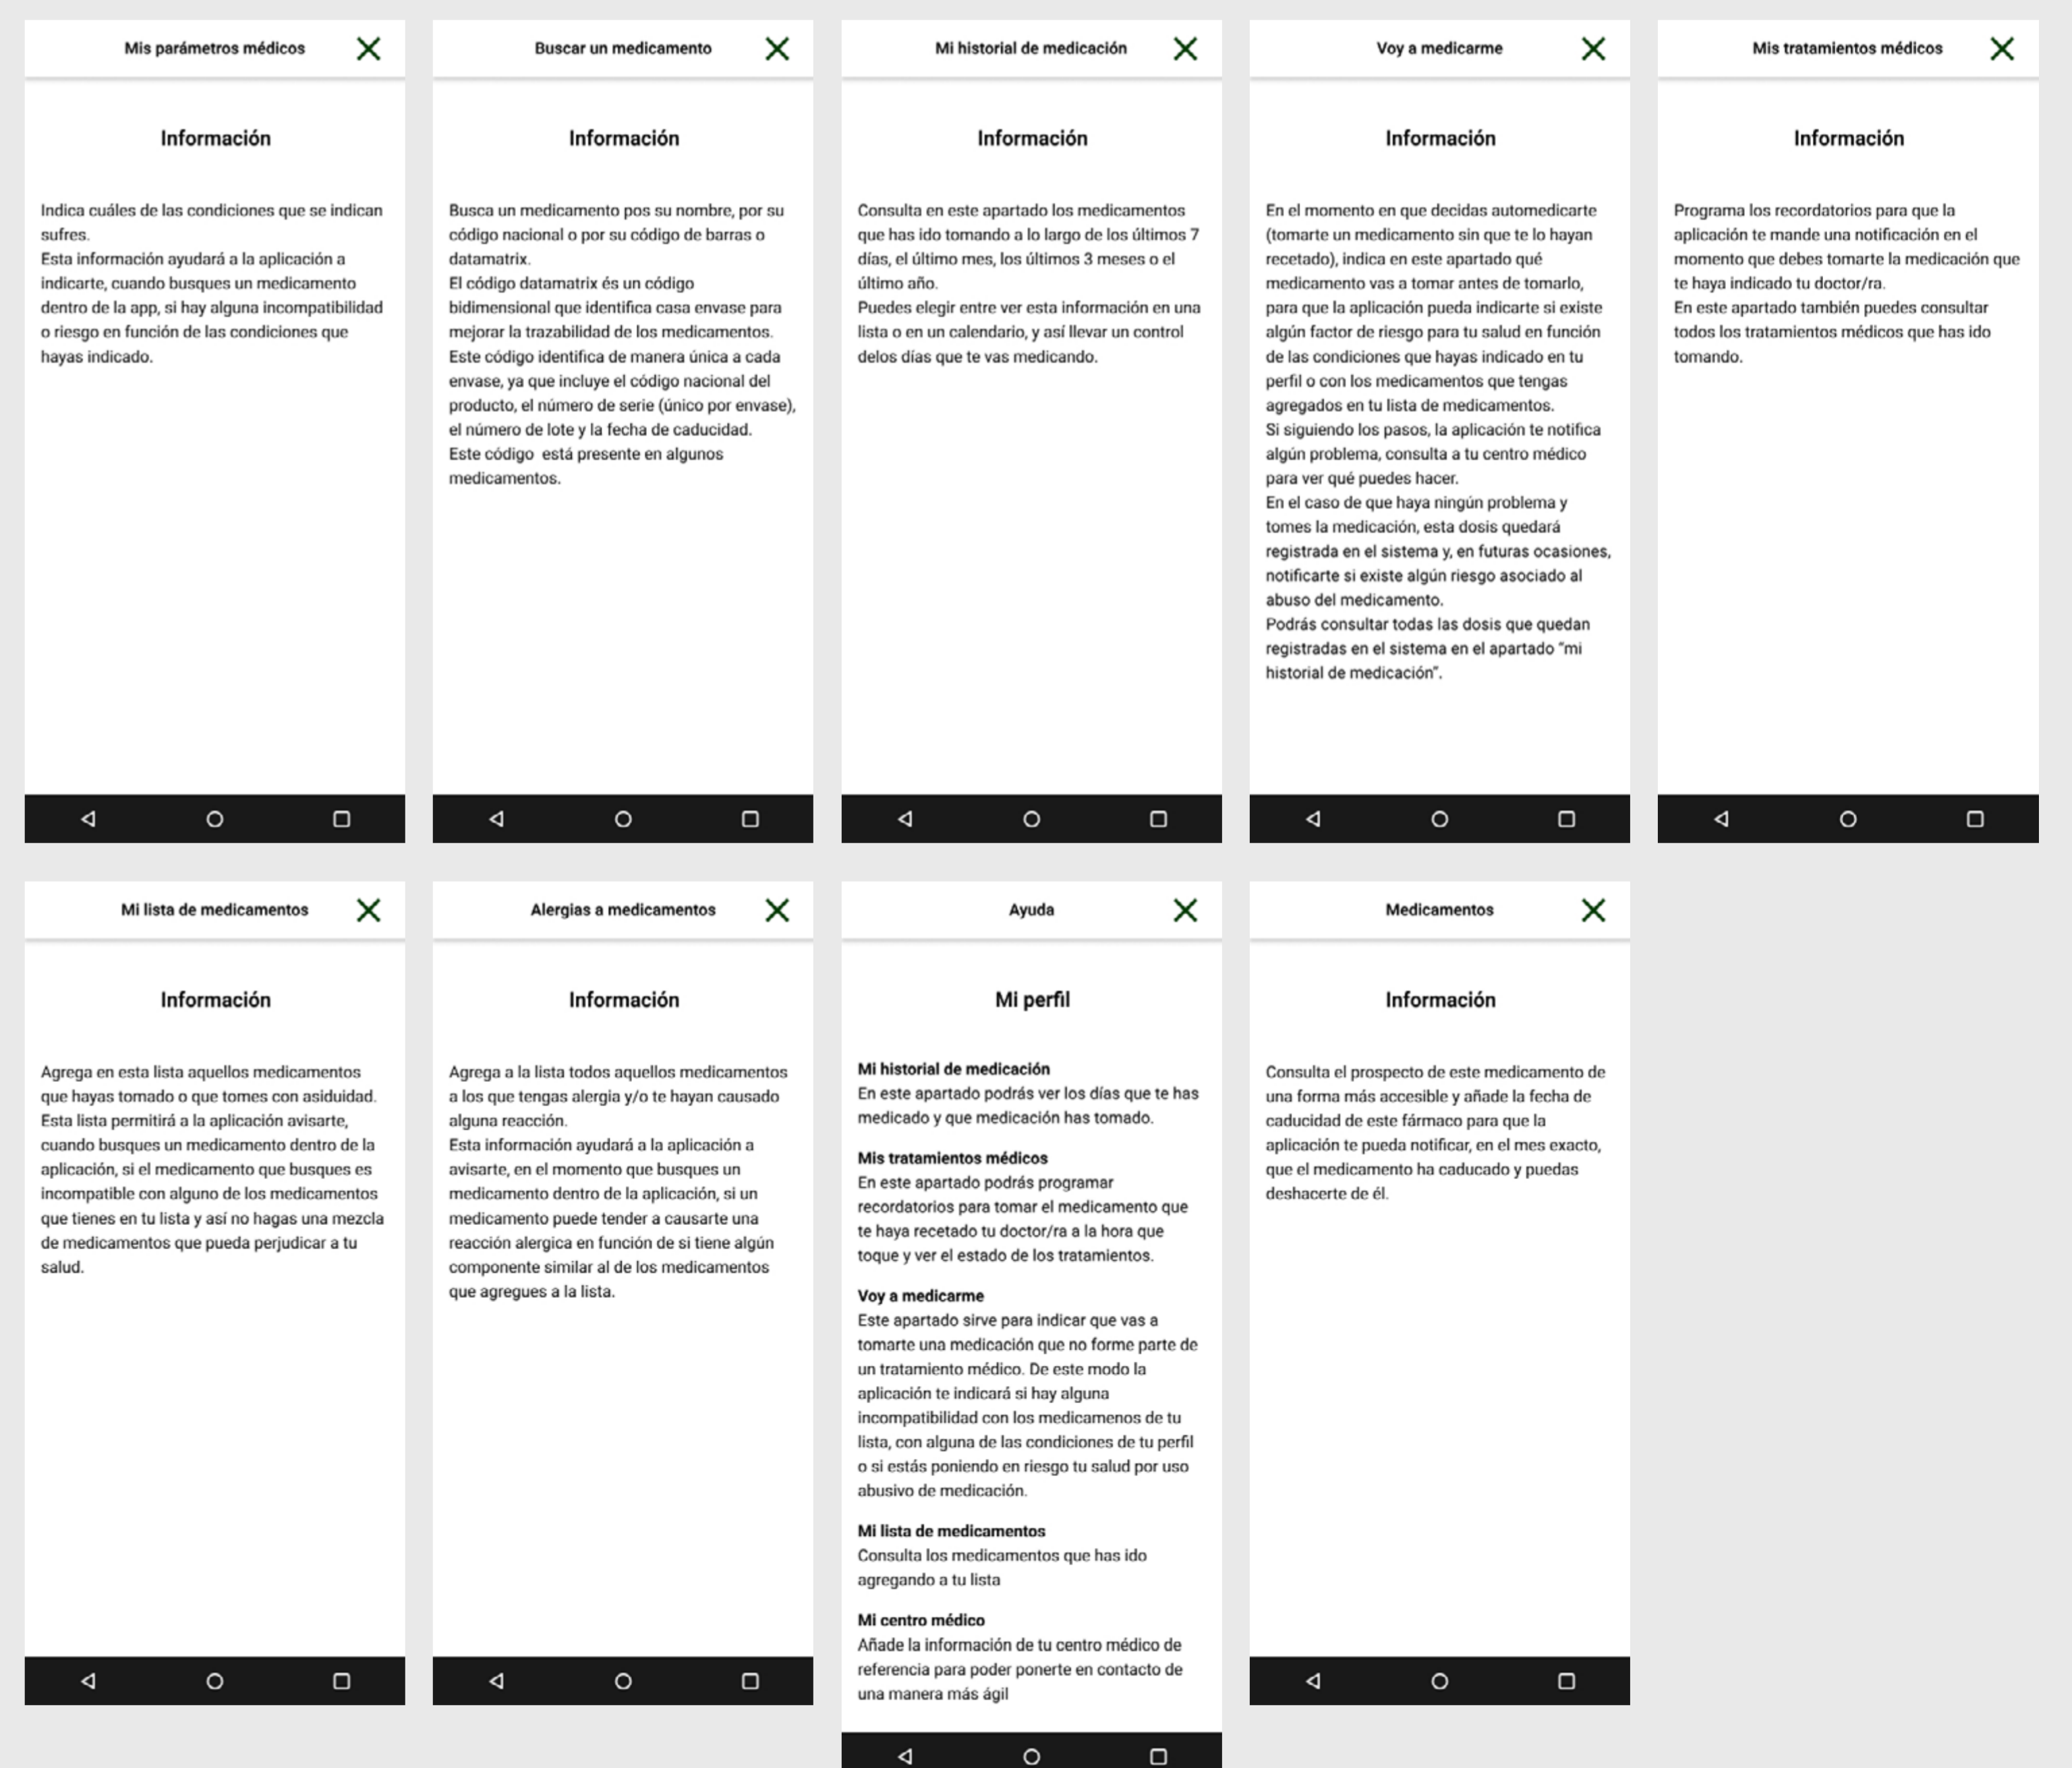 Mis parámetros médicos
Información
Indica cuáles de las condiciones que se indican
sufres.
Esta información ayudará a la aplicación a
indicarte, cuando busques un medicamento
dentro de la app, si hay alguna incompatibilidad
o riesgo en función de las condiciones que
hayas indicado.
Buscar un medicamento
Información
Busca un medicamento pos su nombre, por su
código nacional o por su código de barras o
datamatrix.
El código datamatrix és un código
bidimensional que identifica casa envase para
mejorar la trazabilidad de los medicamentos.
Este código identifica de manera única a cada
envase, ya que incluye el código nacional del
producto, el número de serie (único por envase),
el número de lote y la fecha de caducidad.
Este código  está presente en algunos
medicamentos.
Mi historial de medicación
Información
Consulta en este apartado los medicamentos
que has ido tomando a lo largo de los últimos 7
días, el último mes, los últimos 3 meses o el
último año.
Puedes elegir entre ver esta información en una
lista o en un calendario, y así llevar un control
delos días que te vas medicando.
Voy a medicarme
Información
En el momento en que decidas automedicarte
(tomarte un medicamento sin que te lo hayan
recetado), indica en este apartado qué
medicamento vas a tomar antes de tomarlo,
para que la aplicación pueda indicarte si existe
algún factor de riesgo para tu salud en función
de las condiciones que hayas indicado en tu
perfil o con los medicamentos que tengas
agregados en tu lista de medicamentos.
Si siguiendo los pasos, la aplicación te notifica
algún problema, consulta a tu centro médico
para ver qué puedes hacer.
En el caso de que haya ningún problema y
tomes la medicación, esta dosis quedará
registrada en el sistema y, en futuras ocasiones,
notificarte si existe algún riesgo asociado al
abuso del medicamento.
Podrás consultar todas las dosis que quedan
registradas en el sistema en el apartado “mi
historial de medicación”.
Mis tratamientos médicos
Información
Programa los recordatorios para que la
aplicación te mande una notificación en el
momento que debes tomarte la medicación que
te haya indicado tu doctor/ra.
En este apartado también puedes consultar
todos los tratamientos médicos que has ido
tomando.
Mi lista de medicamentos
Información
Agrega en esta lista aquellos medicamentos
que hayas tomado o que tomes con asiduidad.
Esta lista permitirá a la aplicación avisarte,
cuando busques un medicamento dentro de la
aplicación, si el medicamento que busques es
incompatible con alguno de los medicamentos
que tienes en tu lista y así no hagas una mezcla
de medicamentos que pueda perjudicar a tu
salud.
Alergias a medicamentos
Información
Agrega a la lista todos aquellos medicamentos
a los que tengas alergia y/o te hayan causado
alguna reacción.
Esta información ayudará a la aplicación a
avisarte, en el momento que busques un
medicamento dentro de la aplicación, si un
medicamento puede tender a causarte una
reacción alergica en función de si tiene algún
componente similar al de los medicamentos
que agregues a la lista.
Ayuda
Mi perfil
Mi historial de medicación
En este apartado podrás ver los días que te has
medicado y que medicación has tomado.
Mis tratamientos médicos
En este apartado podrás programar
recordatorios para tomar el medicamento que
te haya recetado tu doctor/ra a la hora que
toque y ver el estado de los tratamientos.
Voy a medicarme
Este apartado sirve para indicar que vas a
tomarte una medicación que no forme parte de
un tratamiento médico. De este modo la
aplicación te indicará si hay alguna
incompatibilidad con los medicamenos de tu
lista, con alguna de las condiciones de tu perfil
o si estás poniendo en riesgo tu salud por uso
abusivo de medicación.
Mi lista de medicamentos
Consulta los medicamentos que has ido
agregando a tu lista
Mi centro médico
Añade la información de tu centro médico de
referencia para poder ponerte en contacto de
una manera más ágil
Medicamentos
Información
Consulta el prospecto de este medicamento de
una forma más accesible y añade la fecha de
caducidad de este fármaco para que la
aplicación te pueda notificar, en el mes exacto,
que el medicamento ha caducado y puedas
deshacerte de él.